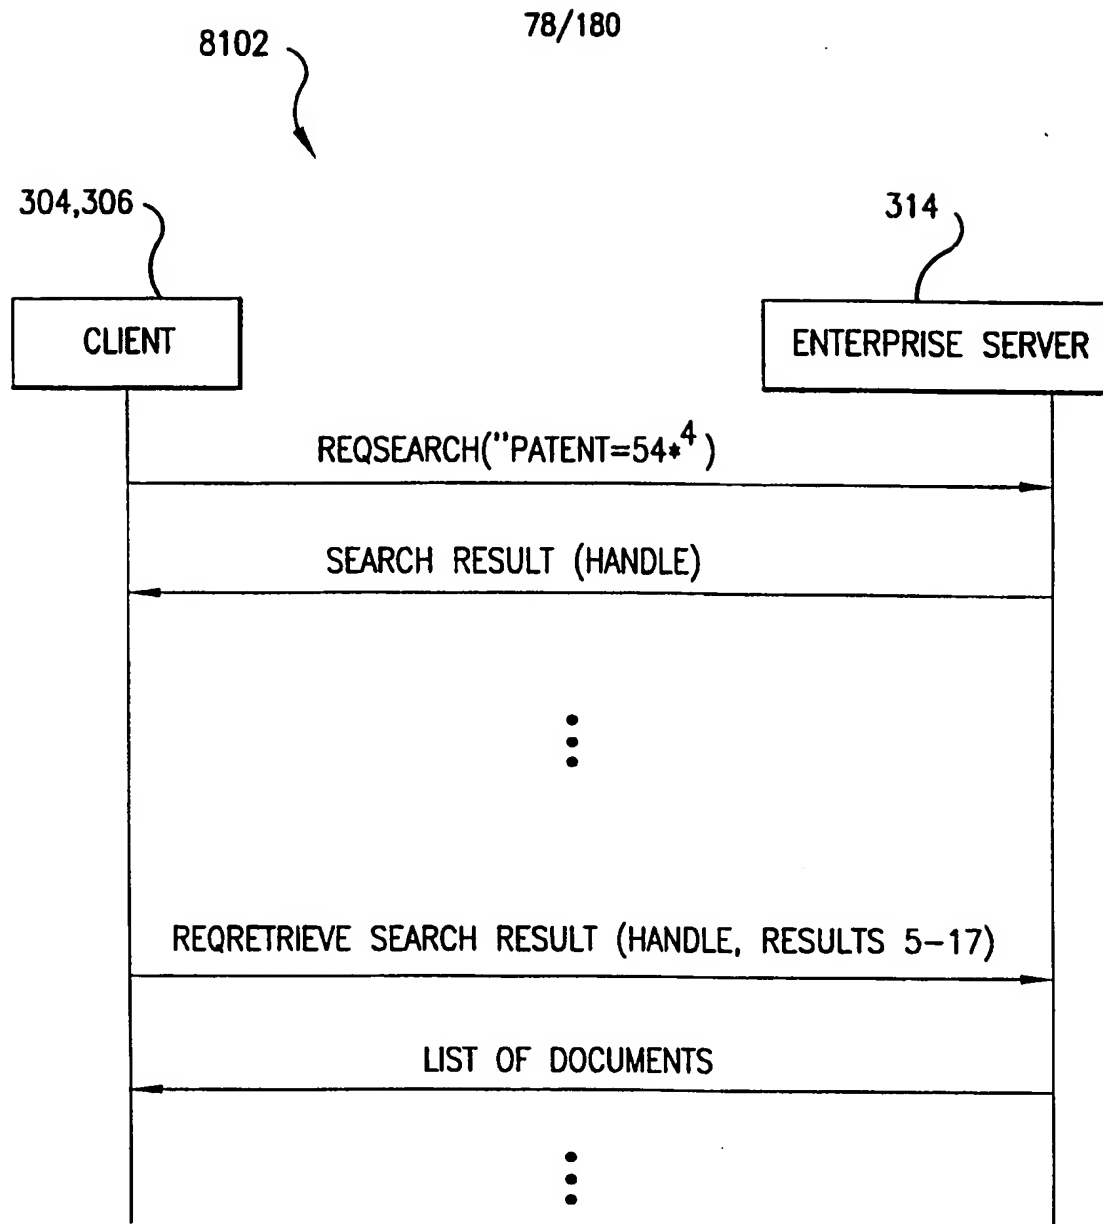 78/180
8102
304,306
314
CLIENT
ENTERPRISE SERVER
REQSEARCH("PATENT=54*4)
SEARCH RESULT (HANDLE)
REQRETRIEVE SEARCH RESULT (HANDLE, RESULTS 5-17)
LIST OF DOCUMENTS